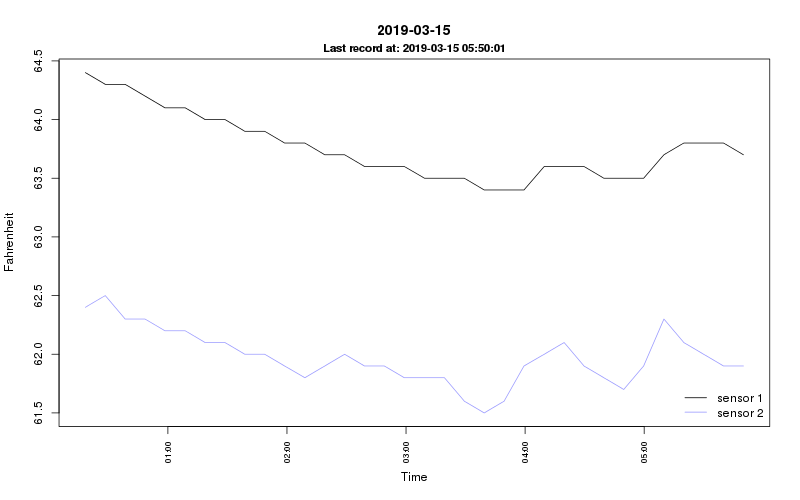 2019-03-15
Last record at: 2019-03-15 05:50:01
64.5
64.0
63.5
63.0
62.5
62.0
61.5
Fahrenheit
sensor 1
sensor 2
01:00 02:00 03:00 04:00 05:00
Time